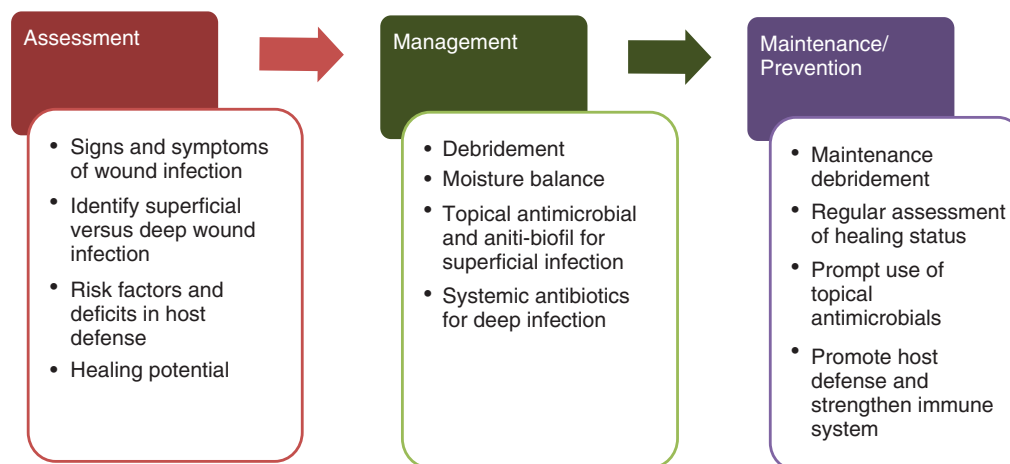 Assessment
• Signs and symptoms
of wound infection
• Identify superficial
versus deep wound
infection
• Risk factors and
deficits in host
defense
• Healing potential
Management
• Debridement
• Moisture balance
• Topical antimicrobial
and aniti-biofil for
superficial infection
• Systemic antibiotics
for deep infection
Maintenance/
Prevention
• Maintenance
debridement
• Regular assessment
of healing status
• Prompt use of
topical
antimicrobials
• Promote host
defense and
strengthen immune
system